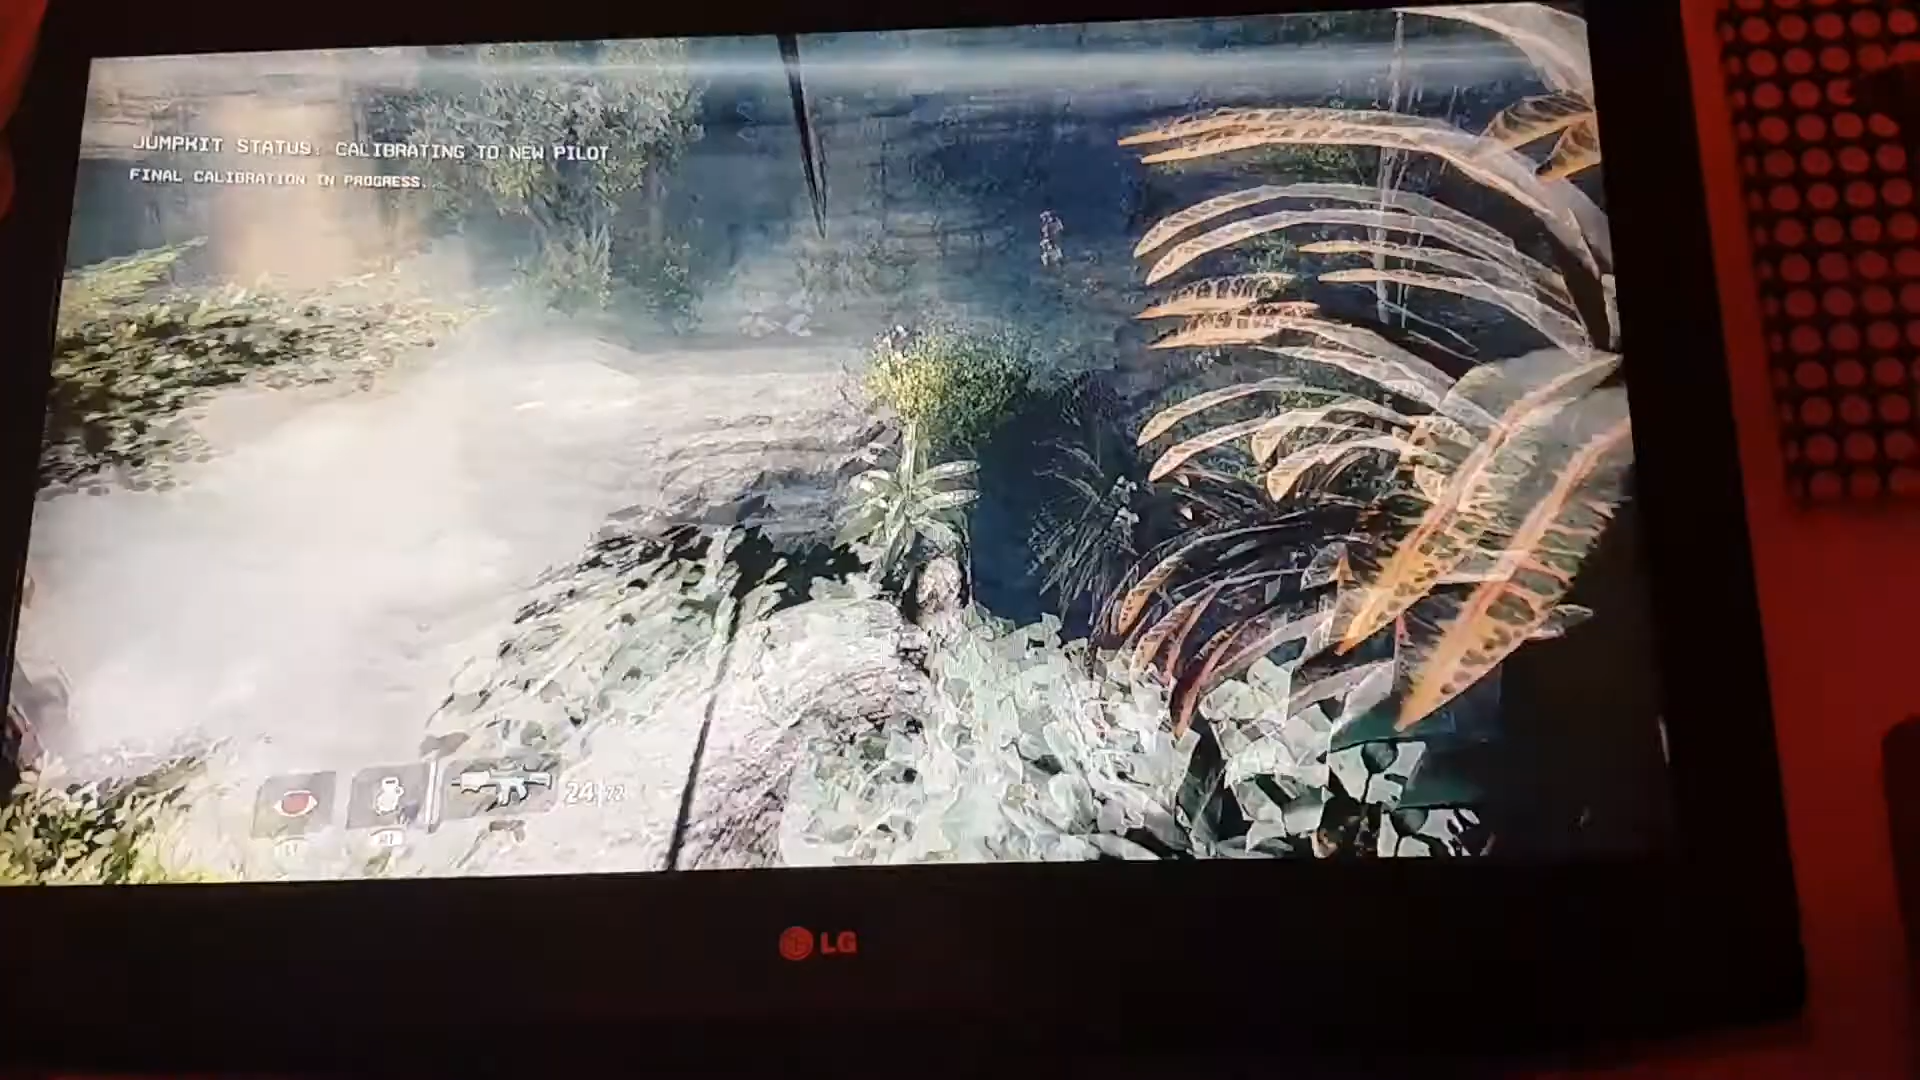 JUMPKIT STATUS: CALIBRATING TO NEW PILOT
FINAL CALIBRATION IN PROGRESS..
24
LG